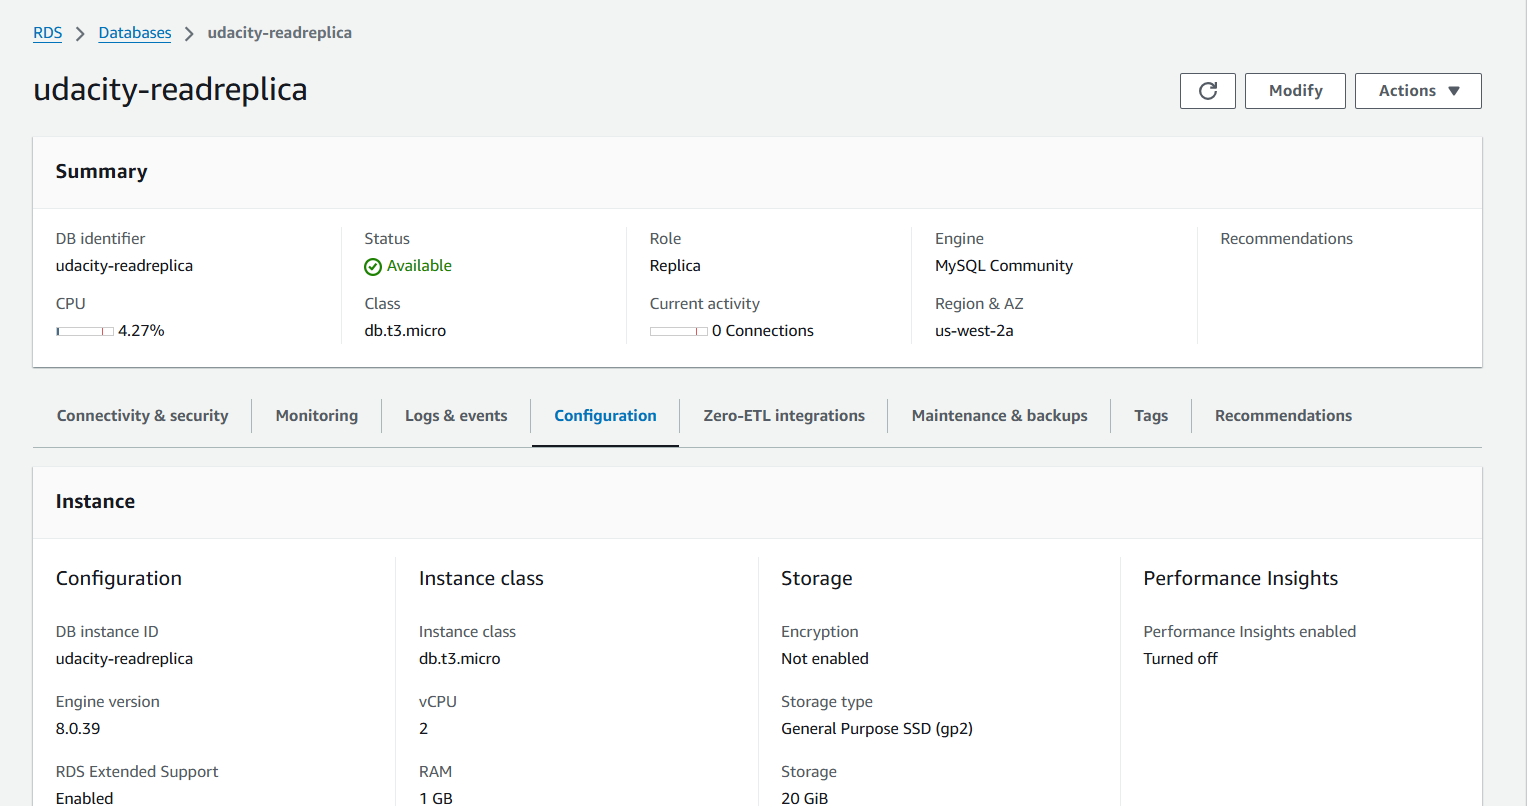 RDS > Databases > udacity-readreplica
udacity-readreplica
Modify
Actions
Summary
DB identifier
udacity-readreplica
CPU
4.27%
Status
Available
Class
db.t3.micro
Role
Replica
Current activity
0 Connections
Engine
MySQL Community
Region & AZ
us-west-2a
Recommendations
Connectivity & security
Monitoring
Logs & events
Configuration
Zero-ETL integrations
Maintenance & backups
Tags
Recommendations
Instance
Configuration
DB instance ID
udacity-readreplica
Engine version
8.0.39
RDS Extended Support
Enabled
Instance class
Instance class
db.t3.micro
vCPU
2
RAM
1 GB
Storage
Encryption
Not enabled
Storage type
General Purpose SSD (gp2)
Storage
20 GiB
Performance Insights
Performance Insights enabled
Turned off